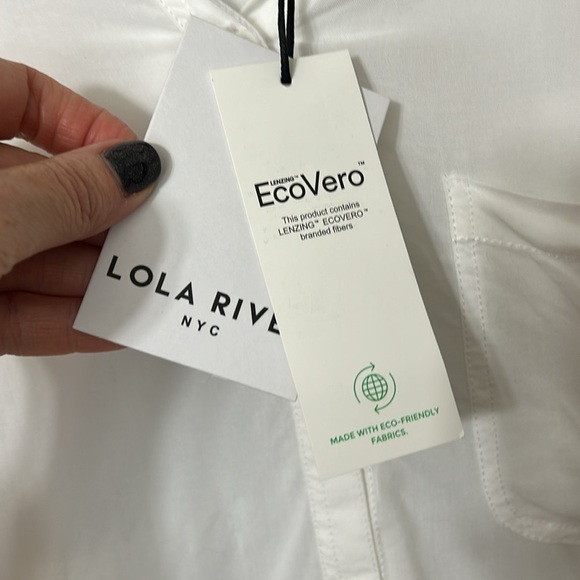 LENZING™
EcoVero™
This product contains
LENZING™ ECOVERO™
branded fibers
LOLA RIVE
NYC
MADE WITH ECO-FRIENDLY
FABRICS.